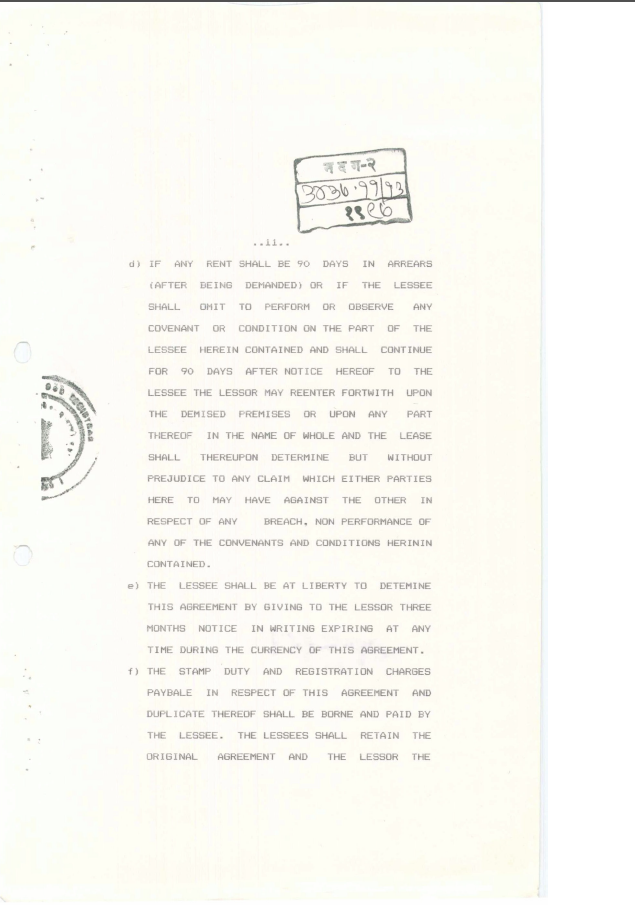 नदग-२
११९६
..11..
d) IF ANY RENT SHALL BE 90 DAYS IN ARREARS
(AFTER BEING DEMANDED) OR IF THE LESSEE
SHALL OMIT TO PERFORM OR OBSERVE ANY
COVENANT OR CONDITION ON THE PART OF THE
LESSEE HEREIN CONTAINED AND SHALL CONTINUE
FOR 90 DAYS AFTER NOTICE HEREOF TO THE
LESSEE THE LESSOR MAY REENTER FORTWITH UPON
THE DEMISED PREMISES OR UPON ANY PART
THEREOF IN THE NAME OF WHOLE AND THE LEASE
SHALL THEREUPON DETERMINE BUT WITHOUT
PREJUDICE TO ANY CLAIM WHICH EITHER PARTIES
HERE TO MAY HAVE AGAINST THE OTHER IN
RESPECT OF ANY BREACH, NON PERFORMANCE OF
ANY OF THE CONVENANTS AND CONDITIONS HERININ
CONTAINED.
e) THE LESSEE SHALL BE AT LIBERTY TO DETEMINE
THIS AGREEMENT BY GIVING TO THE LESSOR THREE
MONTHS NOTICE IN WRITING EXPIRING AT ANY
TIME DURING THE CURRENCY OF THIS AGREEMENT.
f) THE STAMP DUTY AND REGISTRATION CHARGES
PAYBALE IN RESPECT OF THIS AGREEMENT AND
DUPLICATE THEREOF SHALL BE BORNE AND PAID BY
THE LESSEE. THE LESSEES SHALL RETAIN THE
ORIGINAL AGREEMENT AND THE LESSOR THE
SUB REGISTRAR